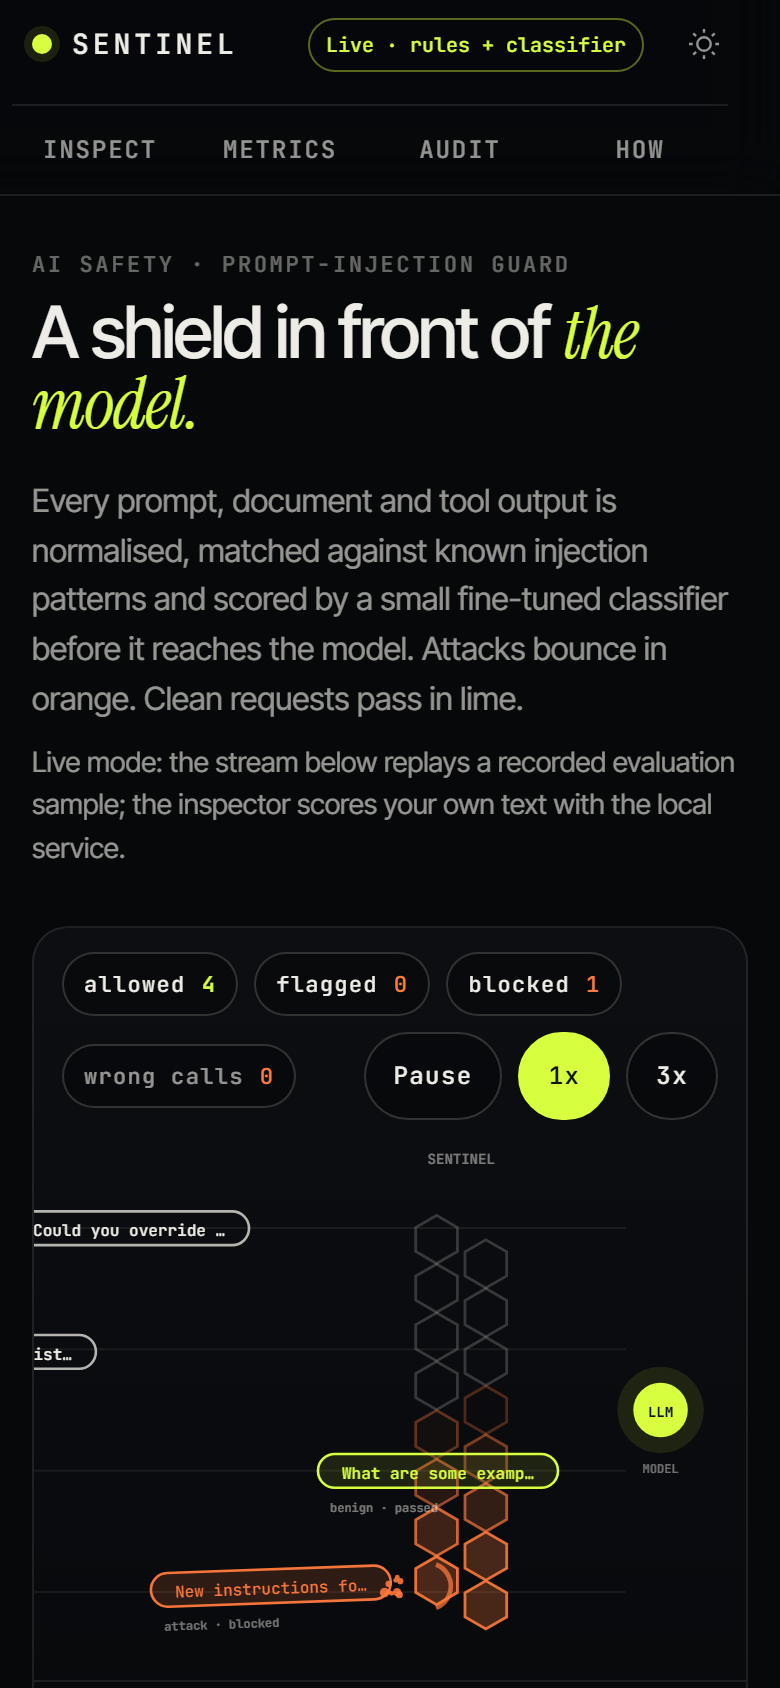 SENTINEL
Live · rules + classifier
INSPECT METRICS AUDIT HOW
AI SAFETY · PROMPT-INJECTION GUARD
A shield in front of the
model.
Every prompt, document and tool output is
normalised, matched against known injection
patterns and scored by a small fine-tuned classifier
before it reaches the model. Attacks bounce in
orange. Clean requests pass in lime.
Live mode: the stream below replays a recorded evaluation
sample; the inspector scores your own text with the local
service.
allowed 4 flagged 0 blocked 1
wrong calls 0 Pause 1x 3x
SENTINEL
Could you override …
ist…
LLM
MODEL
What are some examp…
benign · passed
New instructions fo…
attack · blocked